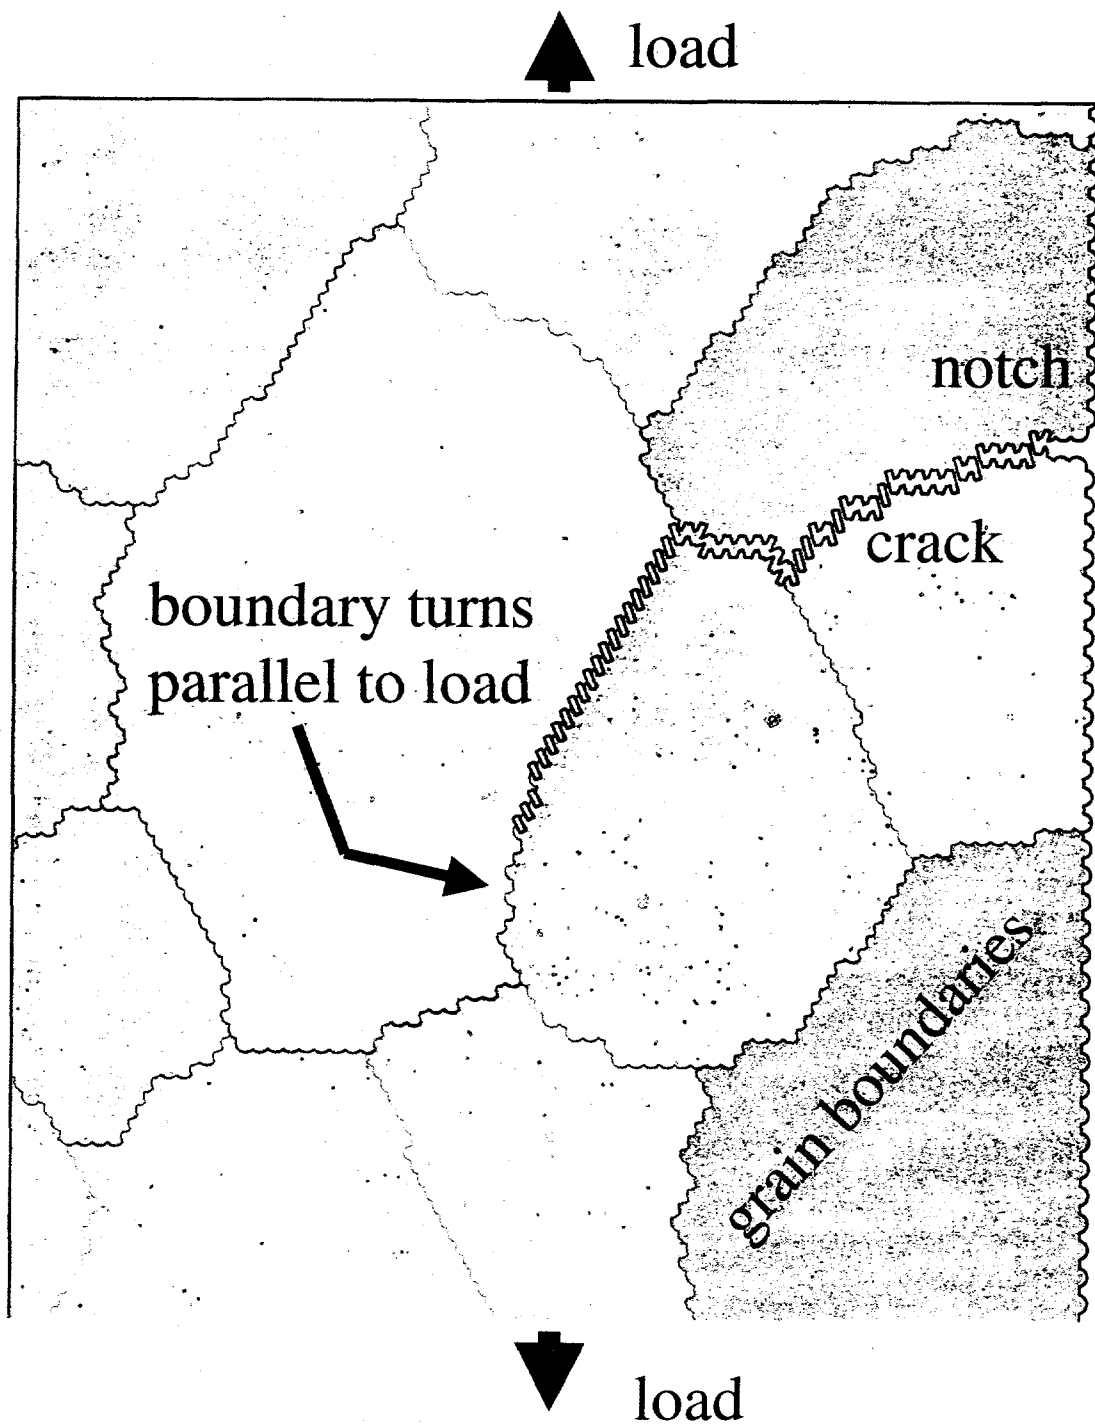 load
notch
crack
boundary turns
parallel to load
grain boundaries
load